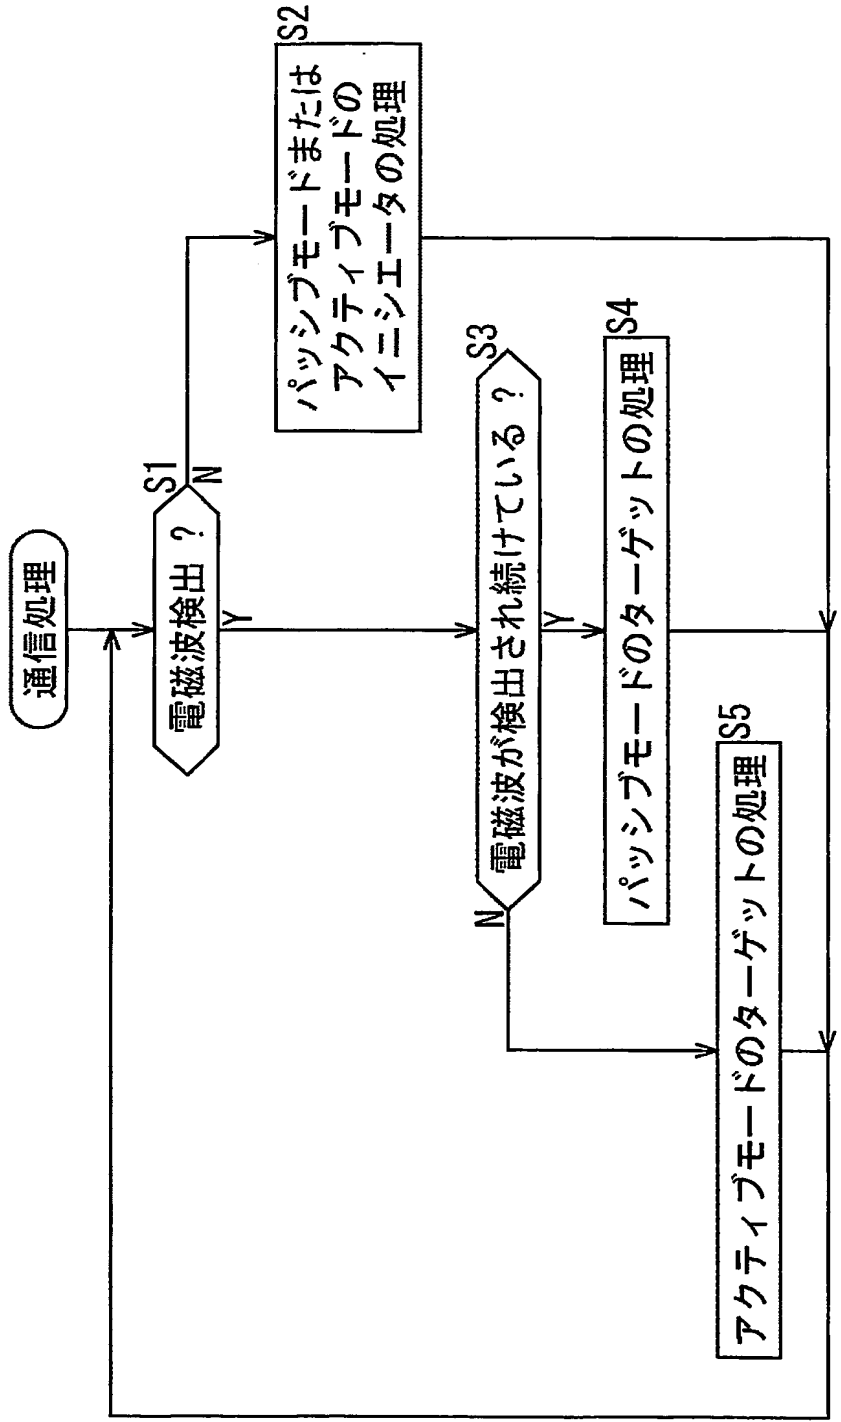 通信処理
S1
電磁波検出 ?
N
Y
S2
パッシブモードまたは
アクティブモードの
イニシエータの処理
S3
電磁波が検出され続けている ?
N
Y
S4
パッシブモードのターゲットの処理
S5
アクティブモードのターゲットの処理